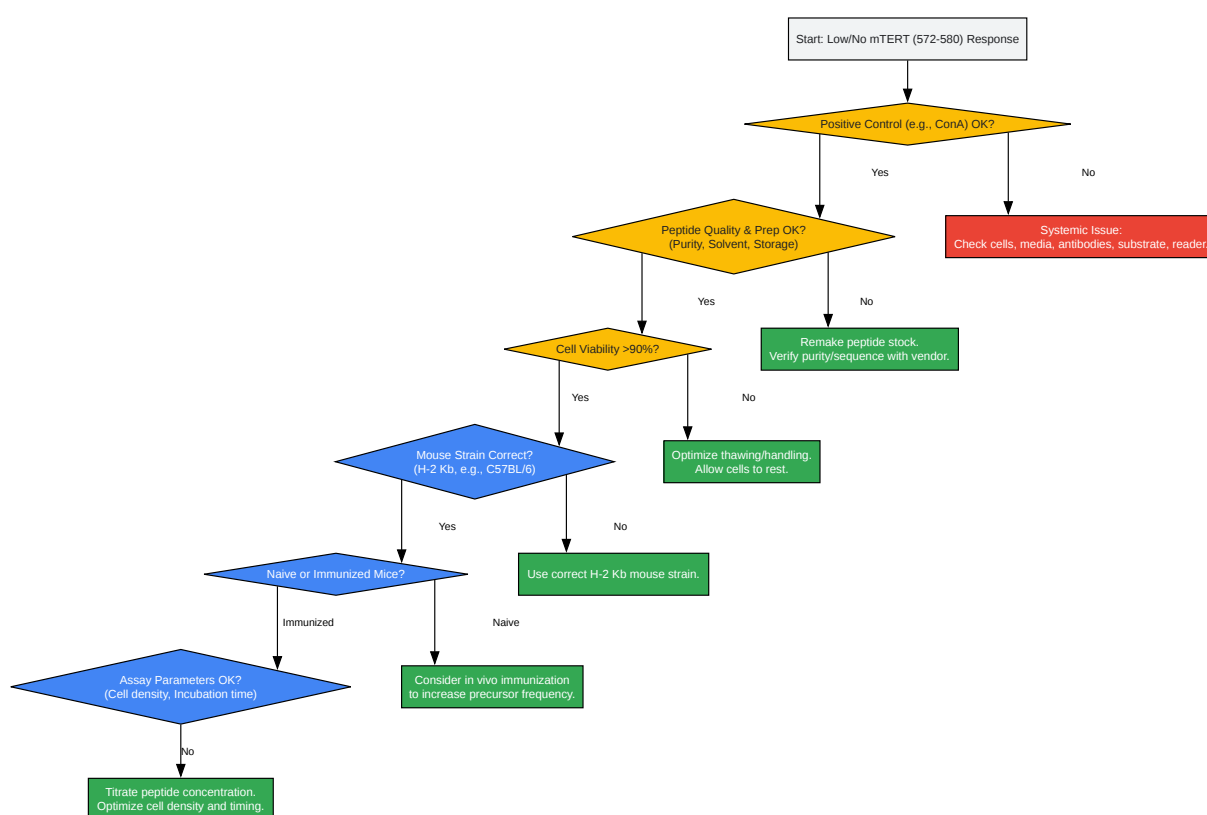 Start: Low/No mTERT (572-580) Response
Positive Control (e.g., ConA) OK?
Yes
No
Peptide Quality & Prep OK?
(Purity, Solvent, Storage)
Systemic Issue:
Check cells, media, antibodies, substrate, reader.
Yes
No
Cell Viability >90%?
Remake peptide stock.
Verify purity/sequence with vendor.
Yes
No
Mouse Strain Correct?
(H-2 Kb, e.g., C57BL/6)
Optimize thawing/handling.
Allow cells to rest.
Yes
No
Naive or Immunized Mice?
Use correct H-2 Kb mouse strain.
Immunized
Naive
Assay Parameters OK?
(Cell density, Incubation time)
Consider in vivo immunization
to increase precursor frequency.
No
Titrate peptide concentration.
Optimize cell density and timing.